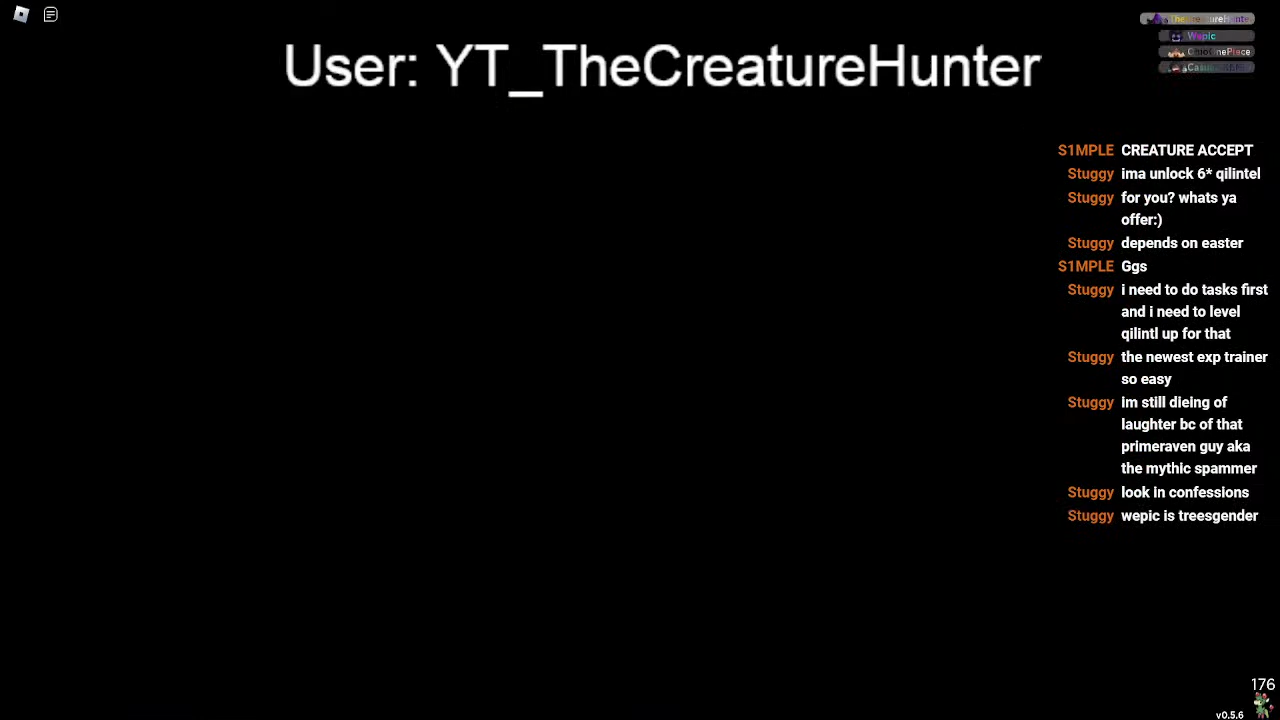 User: YT_TheCreatureHunter
TheCreatureHunter
Wepic
OhioOnePiece
S1MPLE CREATURE ACCEPT
Stuggy ima unlock 6* qilintel
Stuggy for you? whats ya
offer:)
Stuggy depends on easter
S1MPLE Ggs
Stuggy i need to do tasks first
and i need to level
qilintl up for that
Stuggy the newest exp trainer
so easy
Stuggy im still dieing of
laughter bc of that
primeraven guy aka
the mythic spammer
Stuggy look in confessions
Stuggy wepic is treesgender
176
v0.5.6